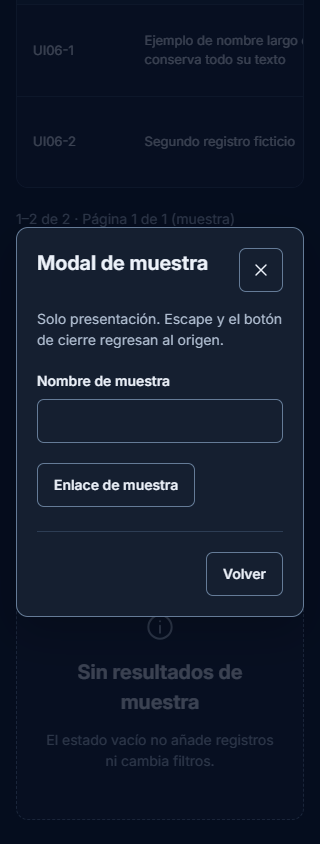 UI06-1
Ejemplo de nombre largo
conserva todo su texto
UI06-2
Segundo registro ficticio
1–2 de 2 · Página 1 de 1 (muestra)
Modal de muestra
Solo presentación. Escape y el botón
de cierre regresan al origen.
Nombre de muestra
Enlace de muestra
Volver
Sin resultados de
muestra
El estado vacío no añade registros
ni cambia filtros.